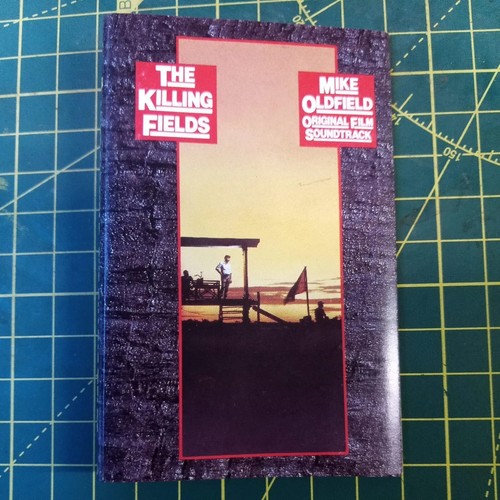 THE
KILLING
FIELDS
MIKE
OLDFIELD
ORIGINAL FILM
SOUNDTRACK
150